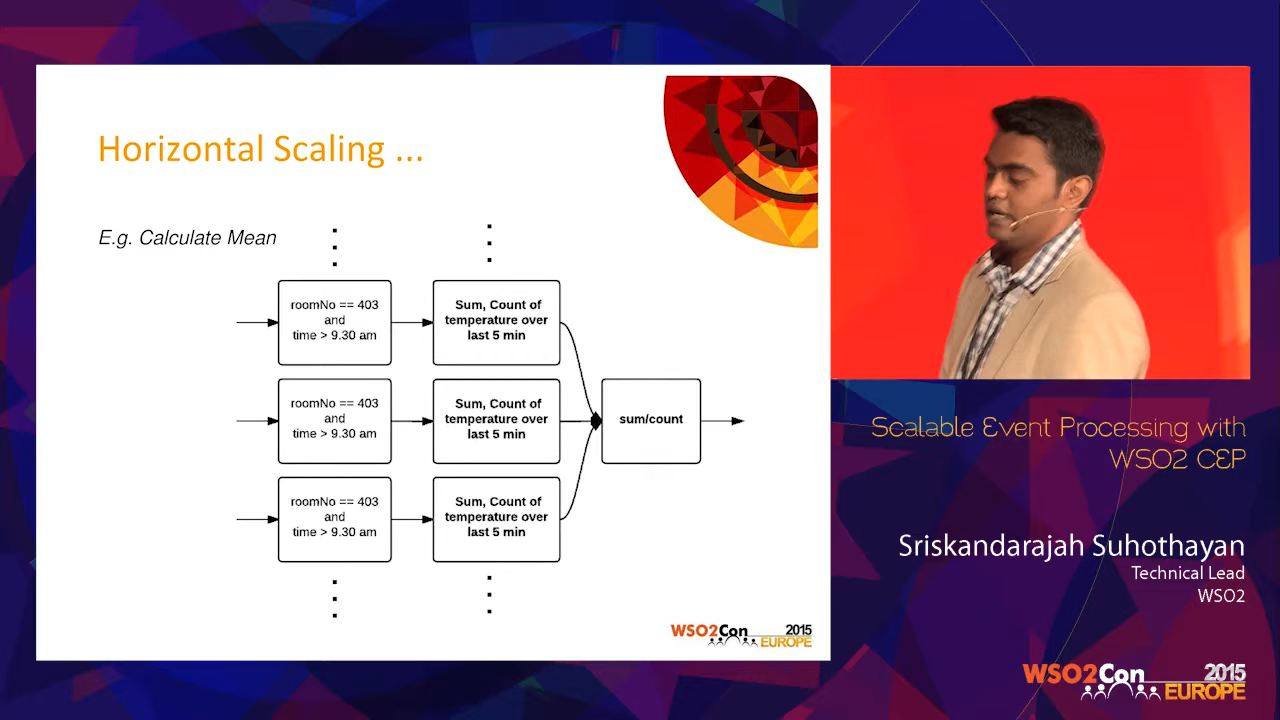 Horizontal Scaling ...
E.g. Calculate Mean
roomNo == 403
and
time > 9.30 am
Sum, Count of
temperature over
last 5 min
roomNo == 403
and
time > 9.30 am
Sum, Count of
temperature over
last 5 min
sum/count
roomNo == 403
and
time > 9.30 am
Sum, Count of
temperature over
last 5 min
WSO2Con 2015
EUROPE
Scalable Event Processing with
WSO2 CEP
Sriskandarajah Suhothayan
Technical Lead
WSO2
WSO2Con 2015
EUROPE